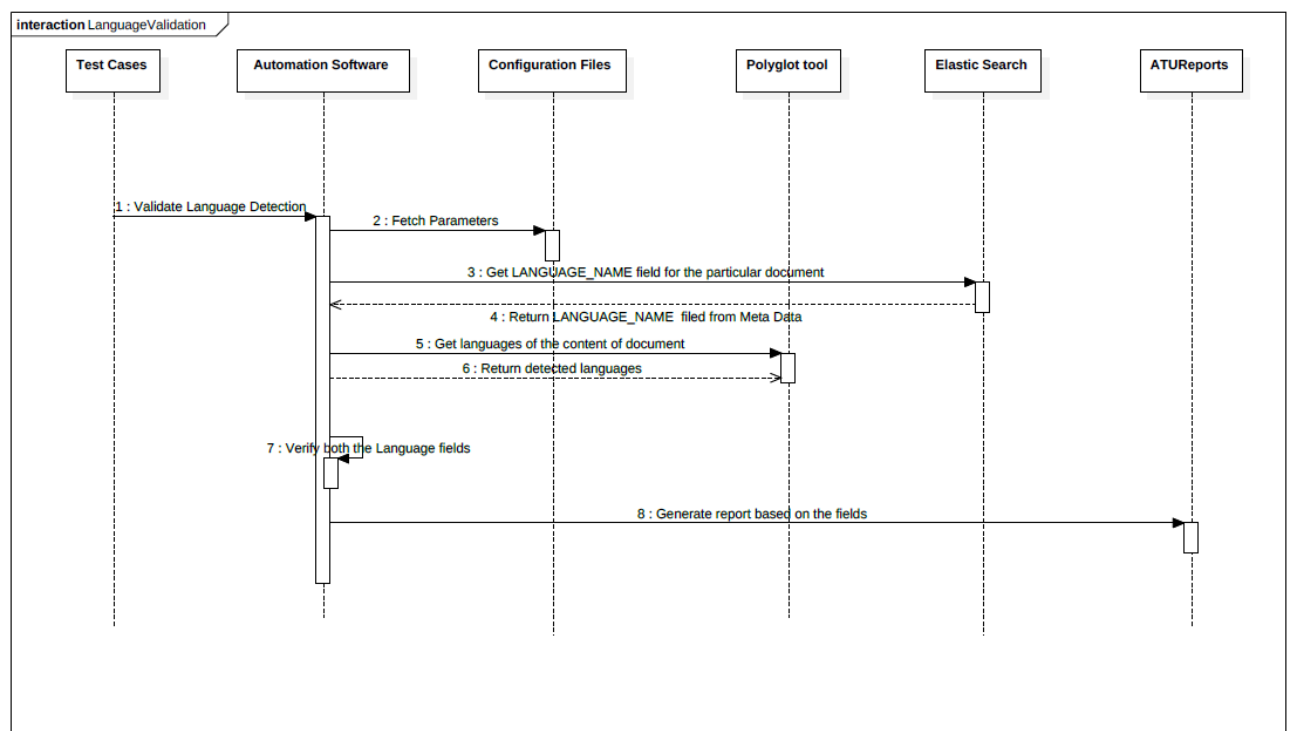 interaction LanguageValidation
Test Cases
Automation Software
Configuration Files
Polyglot tool
Elastic Search
ATUReports
1 : Validate Language Detection
2 : Fetch Parameters
3 : Get LANGUAGE_NAME field for the particular document
4 : Return LANGUAGE_NAME filed from Meta Data
5 : Get languages of the content of document
6 : Return detected languages
7 : Verify both the Language fields
8 : Generate report based on the fields